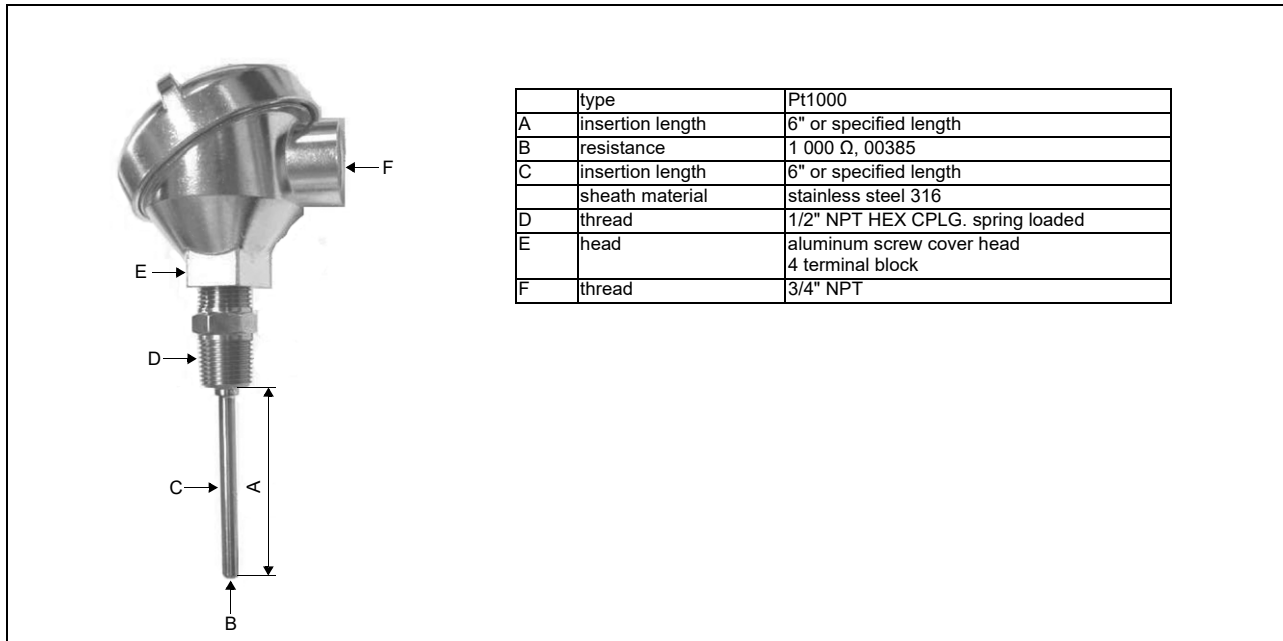 type Pt1000
A insertion length 6" or specified length
B resistance 1 000 Ω, 00385
C insertion length 6" or specified length
sheath material stainless steel 316
D thread 1/2" NPT HEX CPLG. spring loaded
E head aluminum screw cover head
4 terminal block
F thread 3/4" NPT
F
E
D
C
A
B